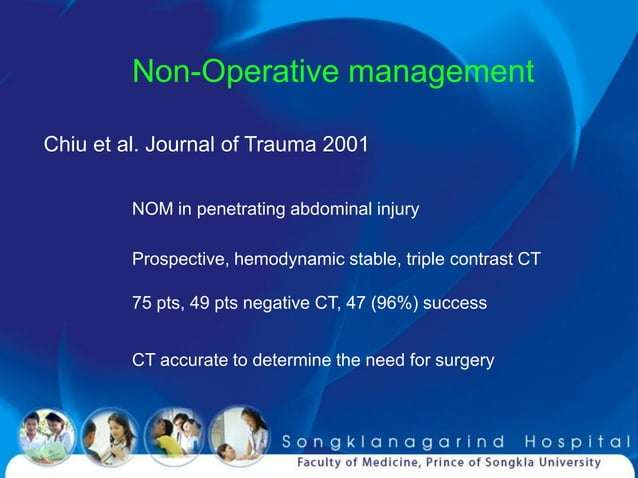 Non-Operative management
Chiu et al. Journal of Trauma 2001
NOM in penetrating abdominal injury
Prospective, hemodynamic stable, triple contrast CT
75 pts, 49 pts negative CT, 47 (96%) success
CT accurate to determine the need for surgery
Songklanagarind Hospital
Faculty of Medicine, Prince of Songkla University